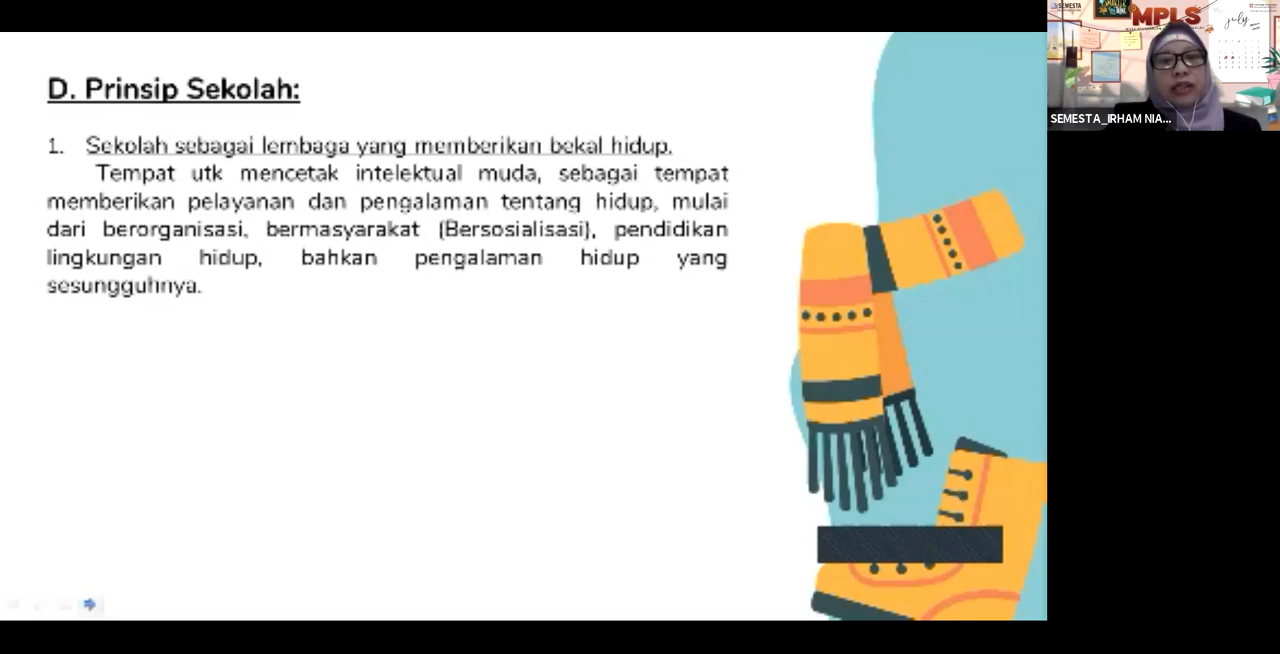 D. Prinsip Sekolah:
1. Sekolah sebagai lembaga yang memberikan bekal hidup.
Tempat utk mencetak intelektual muda, sebagai tempat
memberikan pelayanan dan pengalaman tentang hidup, mulai
dari berorganisasi, bermasyarakat (Bersosialisasi), pendidikan
lingkungan hidup, bahkan pengalaman hidup yang
sesungguhnya.
SEMESTA
MPLS
july
SEMESTA_IRHAM NIA...